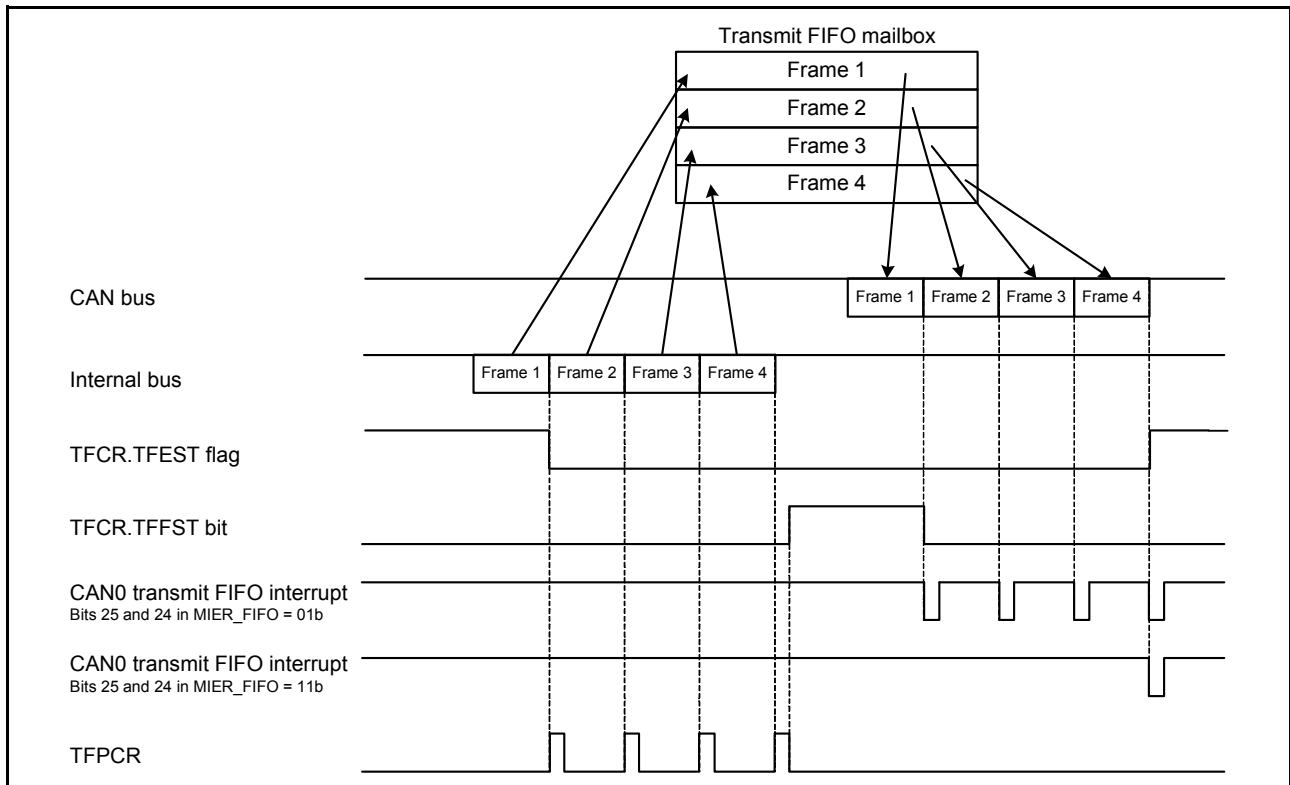 Transmit FIFO mailbox
Frame 1
Frame 2
Frame 3
Frame 4
CAN bus
Frame 1 Frame 2 Frame 3 Frame 4
Internal bus
Frame 1 Frame 2 Frame 3 Frame 4
TFCR.TFEST flag
TFCR.TFFST bit
CAN0 transmit FIFO interrupt
Bits 25 and 24 in MIER_FIFO = 01b
CAN0 transmit FIFO interrupt
Bits 25 and 24 in MIER_FIFO = 11b
TFPCR